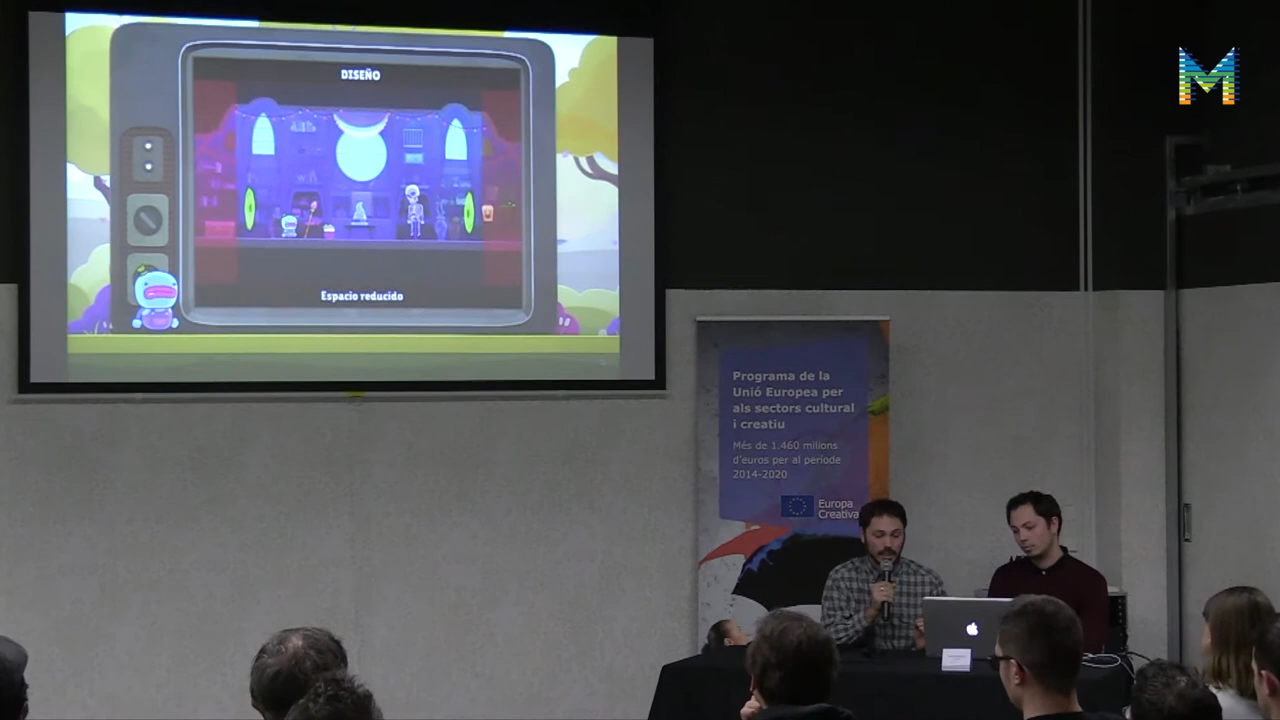 DISEÑO
Espacio reducido
M
Programa de la
Unió Europea per
als sectors cultural
i creatiu
Més de 1.460 milions
d'euros per al període
2014-2020
Europa
Creativa